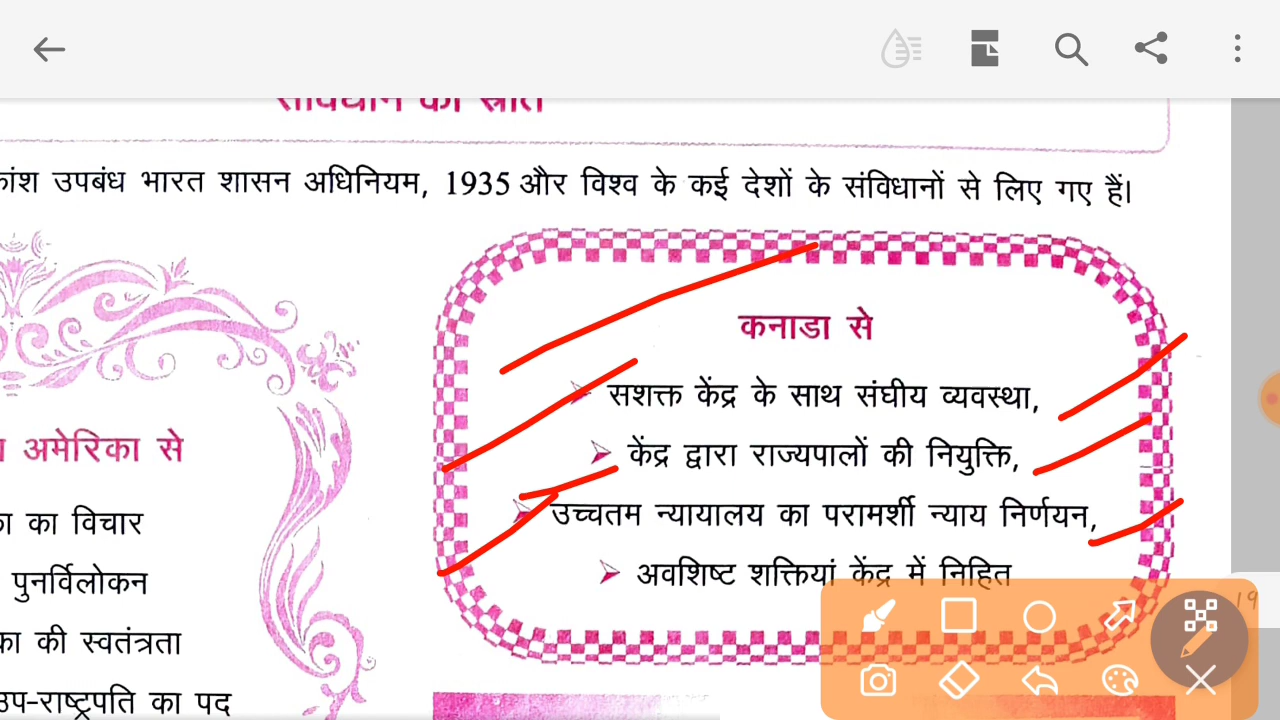 संविधान के स्रोत
उपबंध भारत शासन अधिनियम, 1935 और विश्व के कई देशों के संविधानों से लिए गए हैं।
कनाडा से
सशक्त केंद्र के साथ संघीय व्यवस्था,
केंद्र द्वारा राज्यपालों की नियुक्ति,
उच्चतम न्यायालय का परामर्शी न्याय निर्णयन,
अवशिष्ट शक्तियां केंद्र में निहित
अमेरिका से
का विचार
पुनर्विलोकन
की स्वतंत्रता
उप-राष्ट्रपति का पद
19